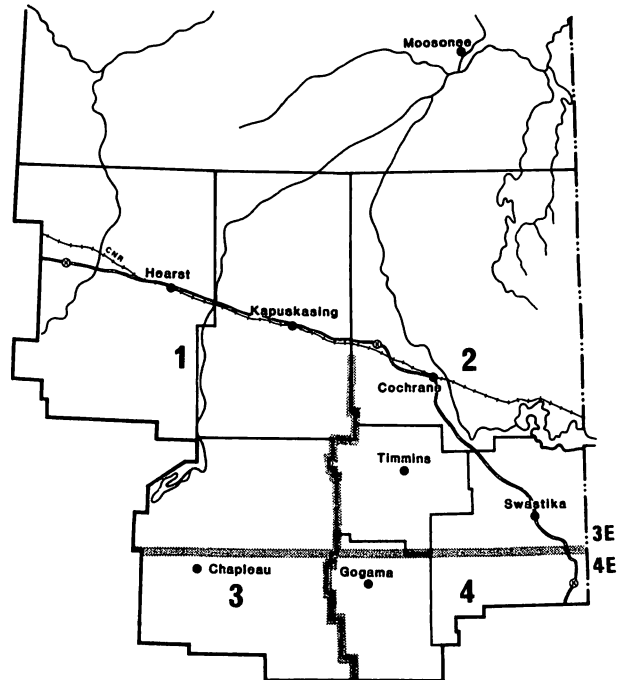 Moosonee
CNR
Hearst
Kapuskasing
1
2
Cochrane
Timmins
Swastika
3E
4E
Chapleau
Gogama
3
4